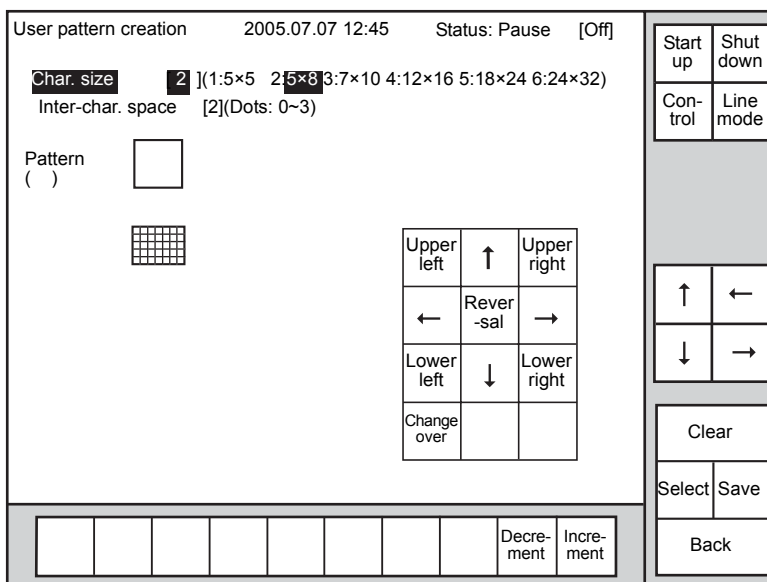 User pattern creation 2005.07.07 12:45 Status: Pause [Off]
Char. size [ 2 ](1:5×5 2:5×8 3:7×10 4:12×16 5:18×24 6:24×32)
Inter-char. space [2](Dots: 0~3)
Pattern
( )
Upper
left
↑
Upper
right
←
Rever
-sal
→
Lower
left
↓
Lower
right
Change
over
Decre-
ment
Incre-
ment
Start
up
Shut
down
Con-
trol
Line
mode
↑ ←
↓ →
Clear
Select Save
Back